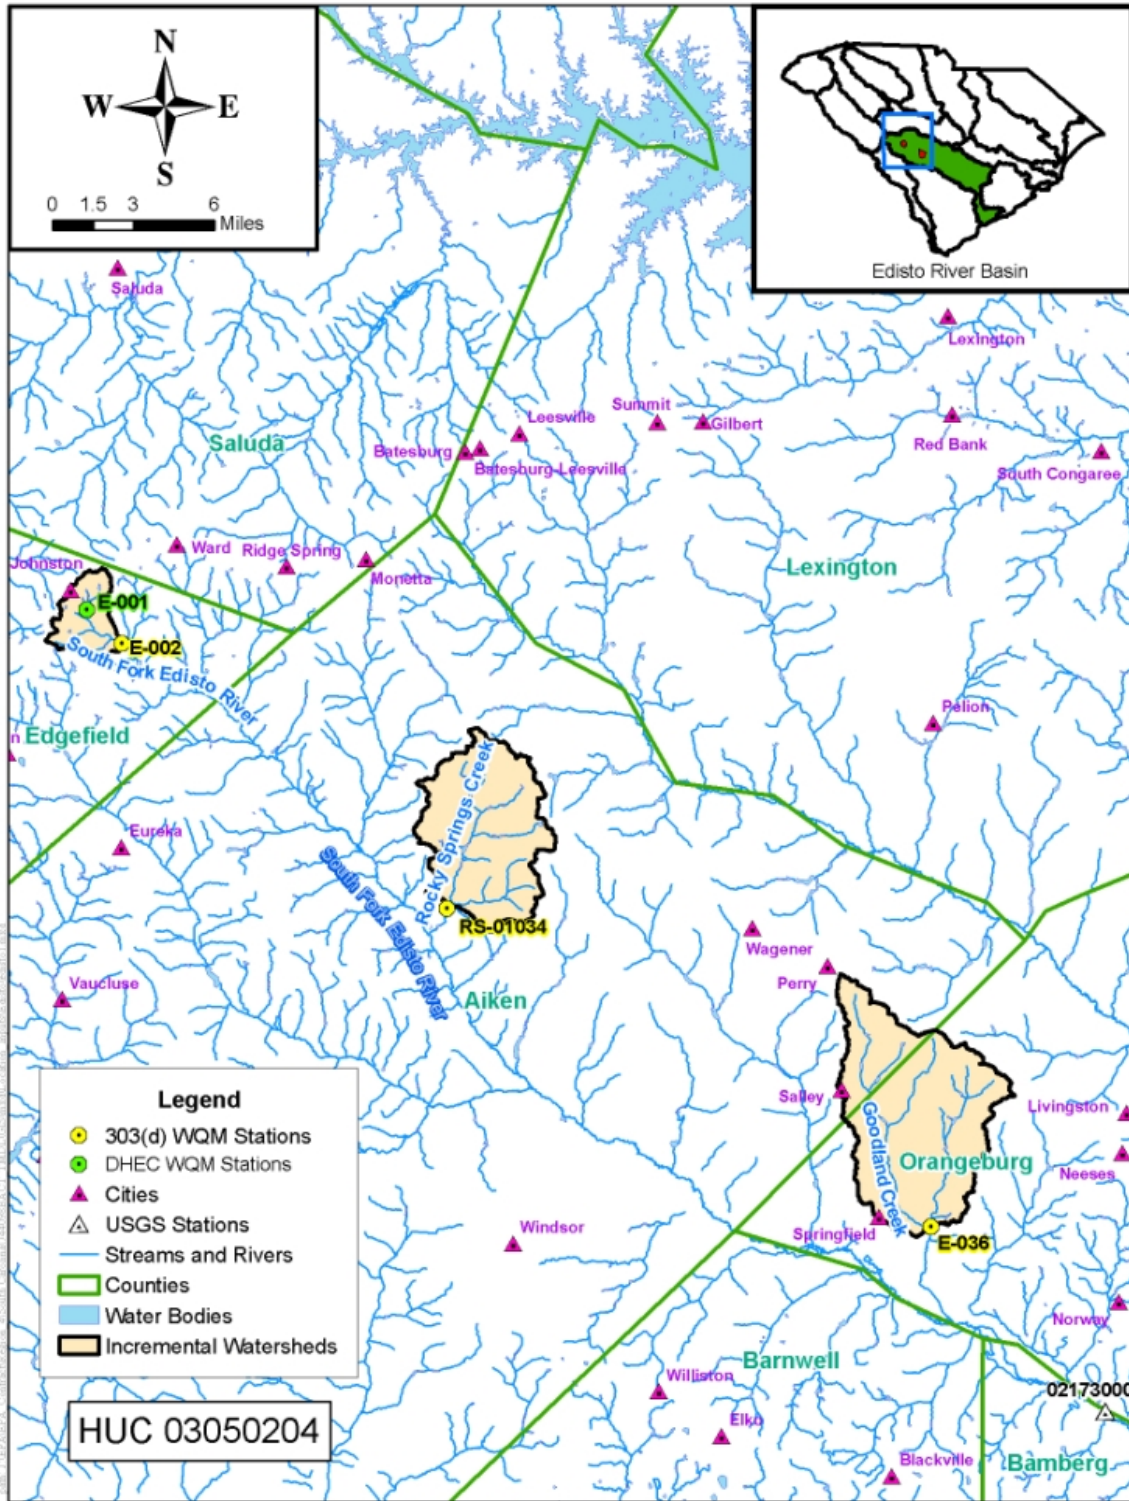 N
W E
S
0 1.5 3 6
Miles
Edisto River Basin
Saluda
Lexington
Summit
Leesville
Gilbert
Red Bank
Saluda
Batesburg
Batesburg-Leesville
South Congaree
Ward
Ridge Spring
Johnston
Monetta
Lexington
E-001
E-002
South Fork Edisto River
Pelion
n
Edgefield
Rocky Springs Creek
Eureka
South Fork Edisto River
RS-01034
Wagener
Perry
Vaucluse
Aiken
Salley
Goodland Creek
Livingston
Orangeburg
Neeses
Springfield
E-036
Windsor
Norway
Legend
303(d) WQM Stations
DHEC WQM Stations
Cities
USGS Stations
Streams and Rivers
Counties
Water Bodies
Incremental Watersheds
Barnwell
Williston
02173000
Elko
HUC 03050204
Blackville
Bamberg